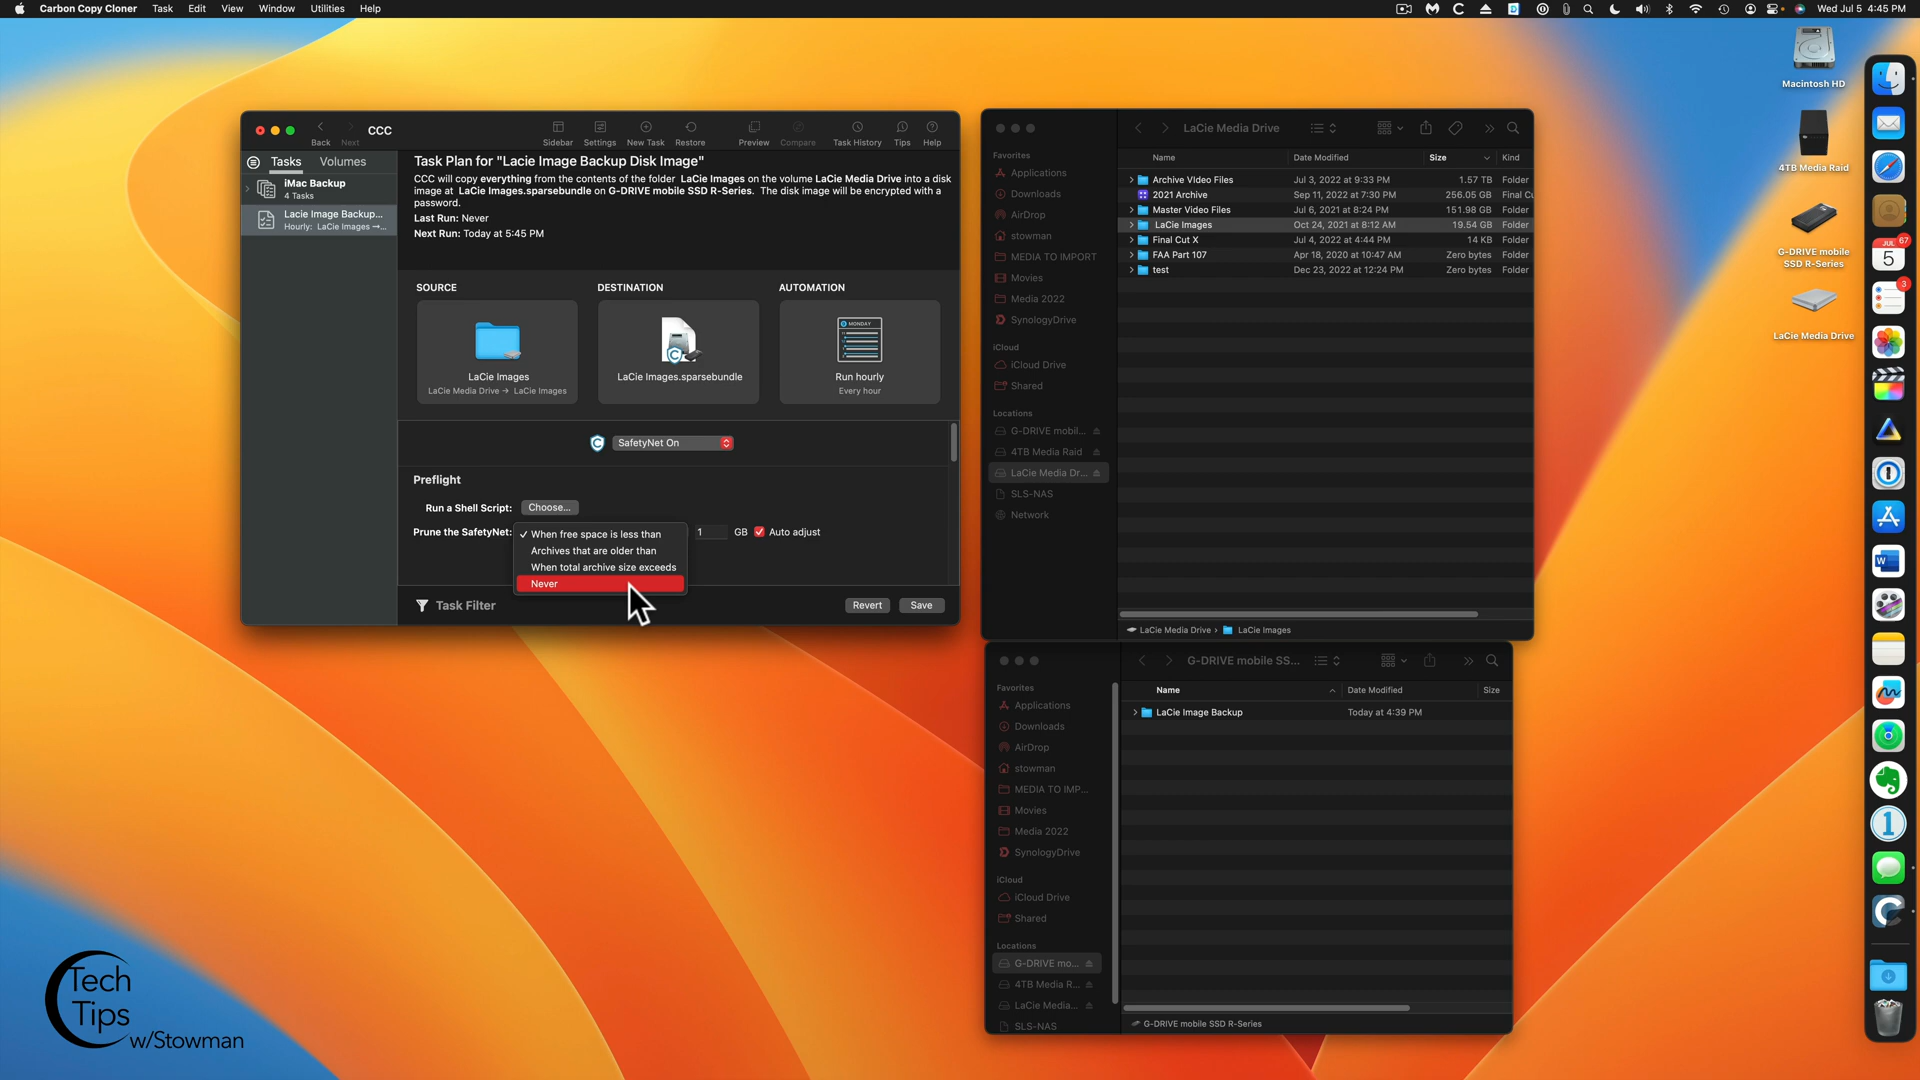 Carbon Copy Cloner Task Edit View Window Utilities Help
Wed Jul 5 4:45 PM
CCC
Back Next
Sidebar Settings New Task Restore Preview Compare Task History Tips Help
Tasks Volumes
iMac Backup
4 Tasks
Lacie Image Backup...
Hourly: LaCie Images →...
Task Plan for "Lacie Image Backup Disk Image"
CCC will copy everything from the contents of the folder LaCie Images on the volume LaCie Media Drive into a disk
image at LaCie Images.sparsebundle on G-DRIVE mobile SSD R-Series. The disk image will be encrypted with a
password.
Last Run: Never
Next Run: Today at 5:45 PM
SOURCE DESTINATION AUTOMATION
MONDAY
LaCie Images
LaCie Media Drive → LaCie Images
LaCie Images.sparsebundle
Run hourly
Every hour
SafetyNet On
Preflight
Run a Shell Script: Choose...
Prune the SafetyNet: ✓ When free space is less than 1 GB Auto adjust
Archives that are older than
When total archive size exceeds
Never
Task Filter Revert Save
LaCie Media Drive
Favorites
Applications
Downloads
AirDrop
stowman
MEDIA TO IMPORT
Movies
Media 2022
SynologyDrive
iCloud
iCloud Drive
Shared
Locations
G-DRIVE mobil...
4TB Media Raid
LaCie Media Dr...
SLS-NAS
Network
Name Date Modified Size Kind
Archive Video Files Jul 3, 2022 at 9:33 PM 1.57 TB Folder
2021 Archive Sep 11, 2022 at 7:30 PM 256.05 GB Final Cu
Master Video Files Jul 6, 2021 at 8:24 PM 151.98 GB Folder
LaCie Images Oct 24, 2021 at 8:12 AM 19.54 GB Folder
Final Cut X Jul 4, 2022 at 4:44 PM 14 KB Folder
FAA Part 107 Apr 18, 2020 at 10:47 AM Zero bytes Folder
test Dec 23, 2022 at 12:24 PM Zero bytes Folder
LaCie Media Drive › LaCie Images
G-DRIVE mobile SS...
Favorites
Applications
Downloads
AirDrop
stowman
MEDIA TO IMP...
Movies
Media 2022
SynologyDrive
iCloud
iCloud Drive
Shared
Locations
G-DRIVE mo...
4TB Media R...
LaCie Media...
SLS-NAS
Name Date Modified Size
LaCie Image Backup Today at 4:39 PM
G-DRIVE mobile SSD R-Series
Macintosh HD
4TB Media Raid
G-DRIVE mobile
SSD R-Series
LaCie Media Drive
JUL
5
67
3
W
1
Tech
Tips
w/Stowman